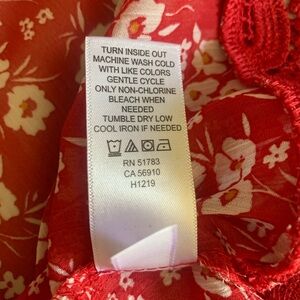 TURN INSIDE OUT
MACHINE WASH COLD
WITH LIKE COLORS
GENTLE CYCLE
ONLY NON-CHLORINE
BLEACH WHEN
NEEDED
TUMBLE DRY LOW
COOL IRON IF NEEDED
RN 51783
CA 56910
H1219